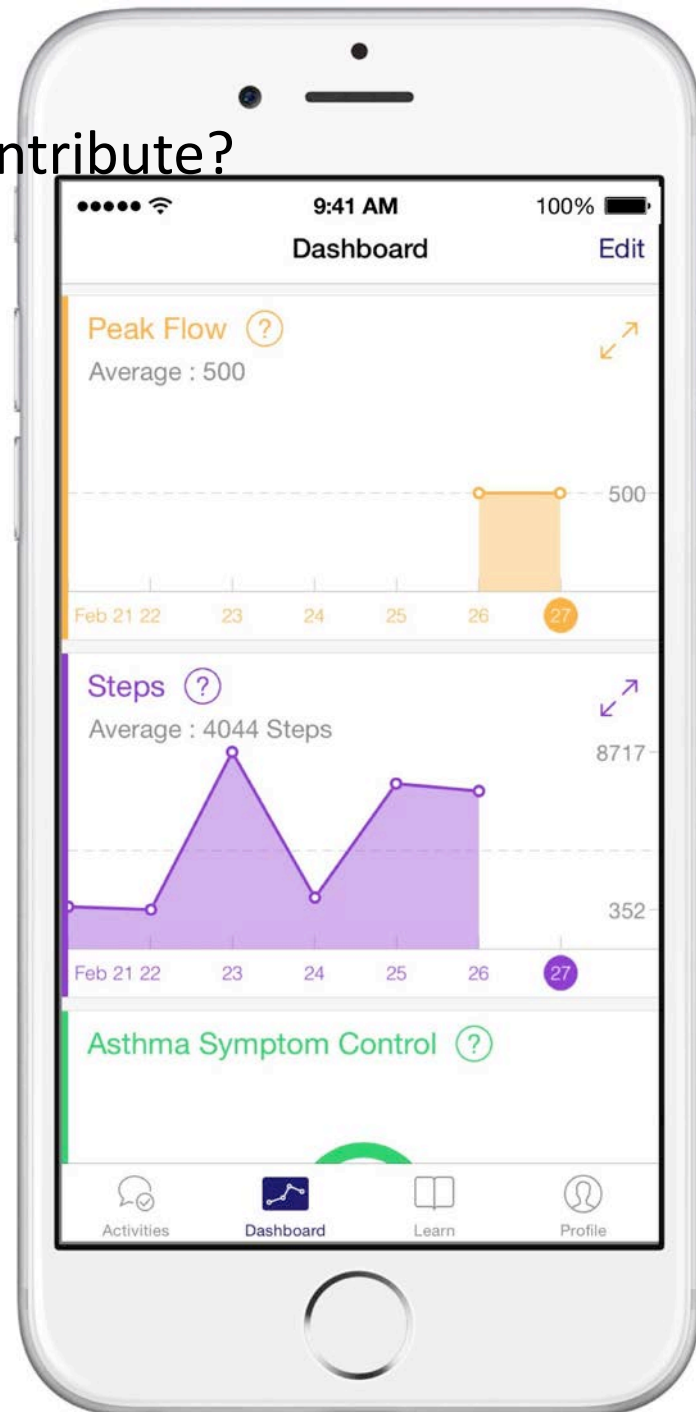 ntribute?
9:41 AM 100%
Dashboard Edit
Peak Flow ?
Average : 500
500
Feb 21 22 23 24 25 26 27
Steps ?
Average : 4044 Steps
8717
352
Feb 21 22 23 24 25 26 27
Asthma Symptom Control ?
Activities Dashboard Learn Profile